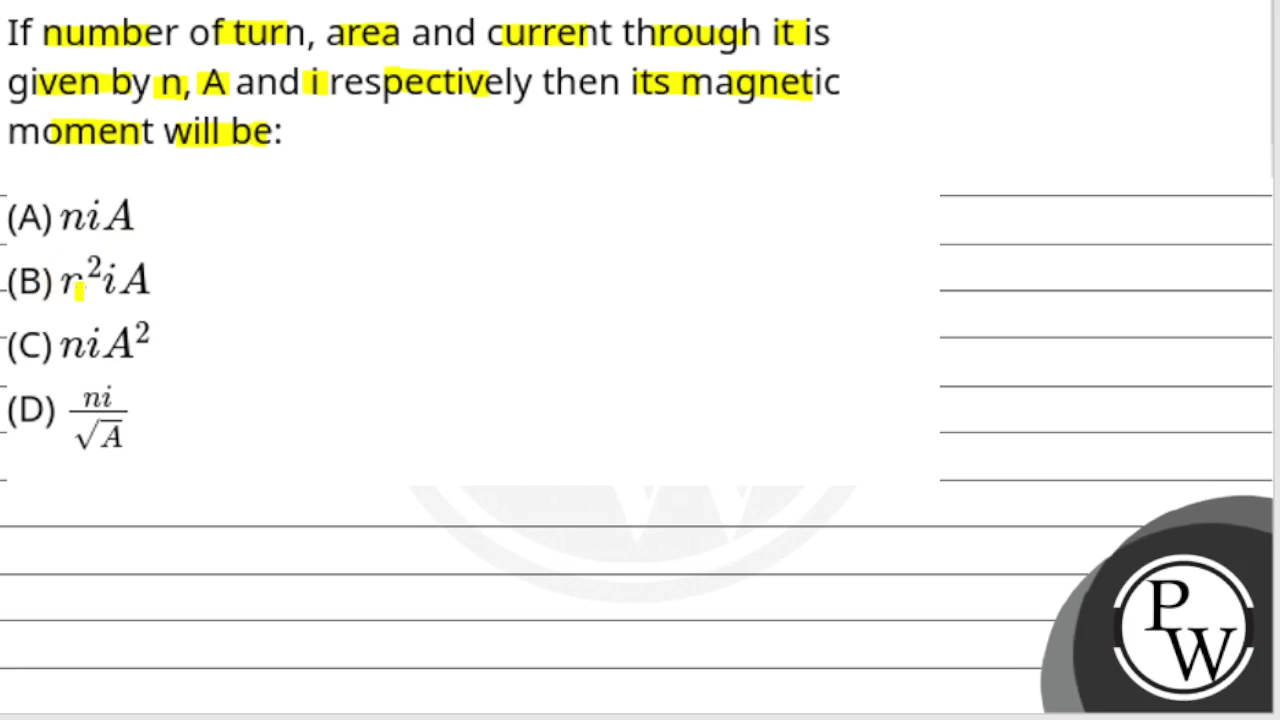 If number of turn, area and current through it is
given by n, A and i respectively then its magnetic
moment will be:
(A) niA
(B) n²iA
(C) niA²
(D) ni/√A
PW